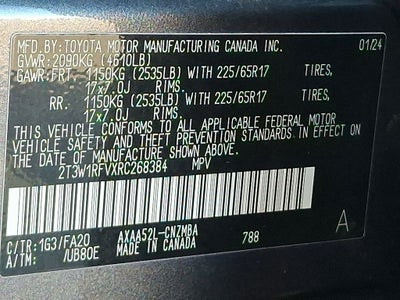 MFD.BY:TOYOTA MOTOR MANUFACTURING CANADA INC. 01/24
GVWR:2090KG (4610LB)
GAWR:FRT. 1150KG (2535LB) WITH 225/65R17 TIRES,
17x7.0J RIMS.
RR. 1150KG (2535LB) WITH 225/65R17 TIRES,
17x7.0J RIMS.
THIS VEHICLE CONFORMS TO ALL APPLICABLE FEDERAL MOTOR
VEHICLE SAFETY AND THEFT PREVENTION STANDARDS IN EFFECT ON
THE DATE OF MANUFACTURE SHOWN ABOVE.
2T3W1RFVXRC268384 MPV
C/TR:1G3/FA20 AXAA52L-CNZMBA A
A/TM: /UB80E MADE IN CANADA 788